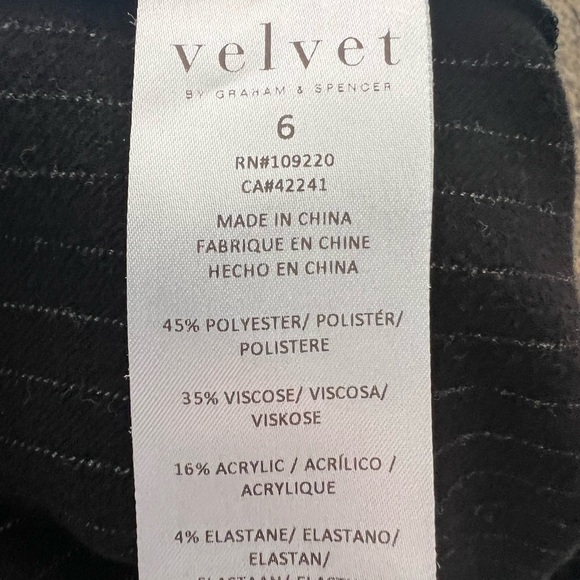 velvet
BY GRAHAM & SPENCER
6
RN#109220
CA#42241
MADE IN CHINA
FABRIQUE EN CHINE
HECHO EN CHINA
45% POLYESTER/ POLISTÉR/
POLISTERE
35% VISCOSE/ VISCOSA/
VISKOSE
16% ACRYLIC / ACRÍLICO /
ACRYLIQUE
4% ELASTANE/ ELASTANO/
ELASTAN/